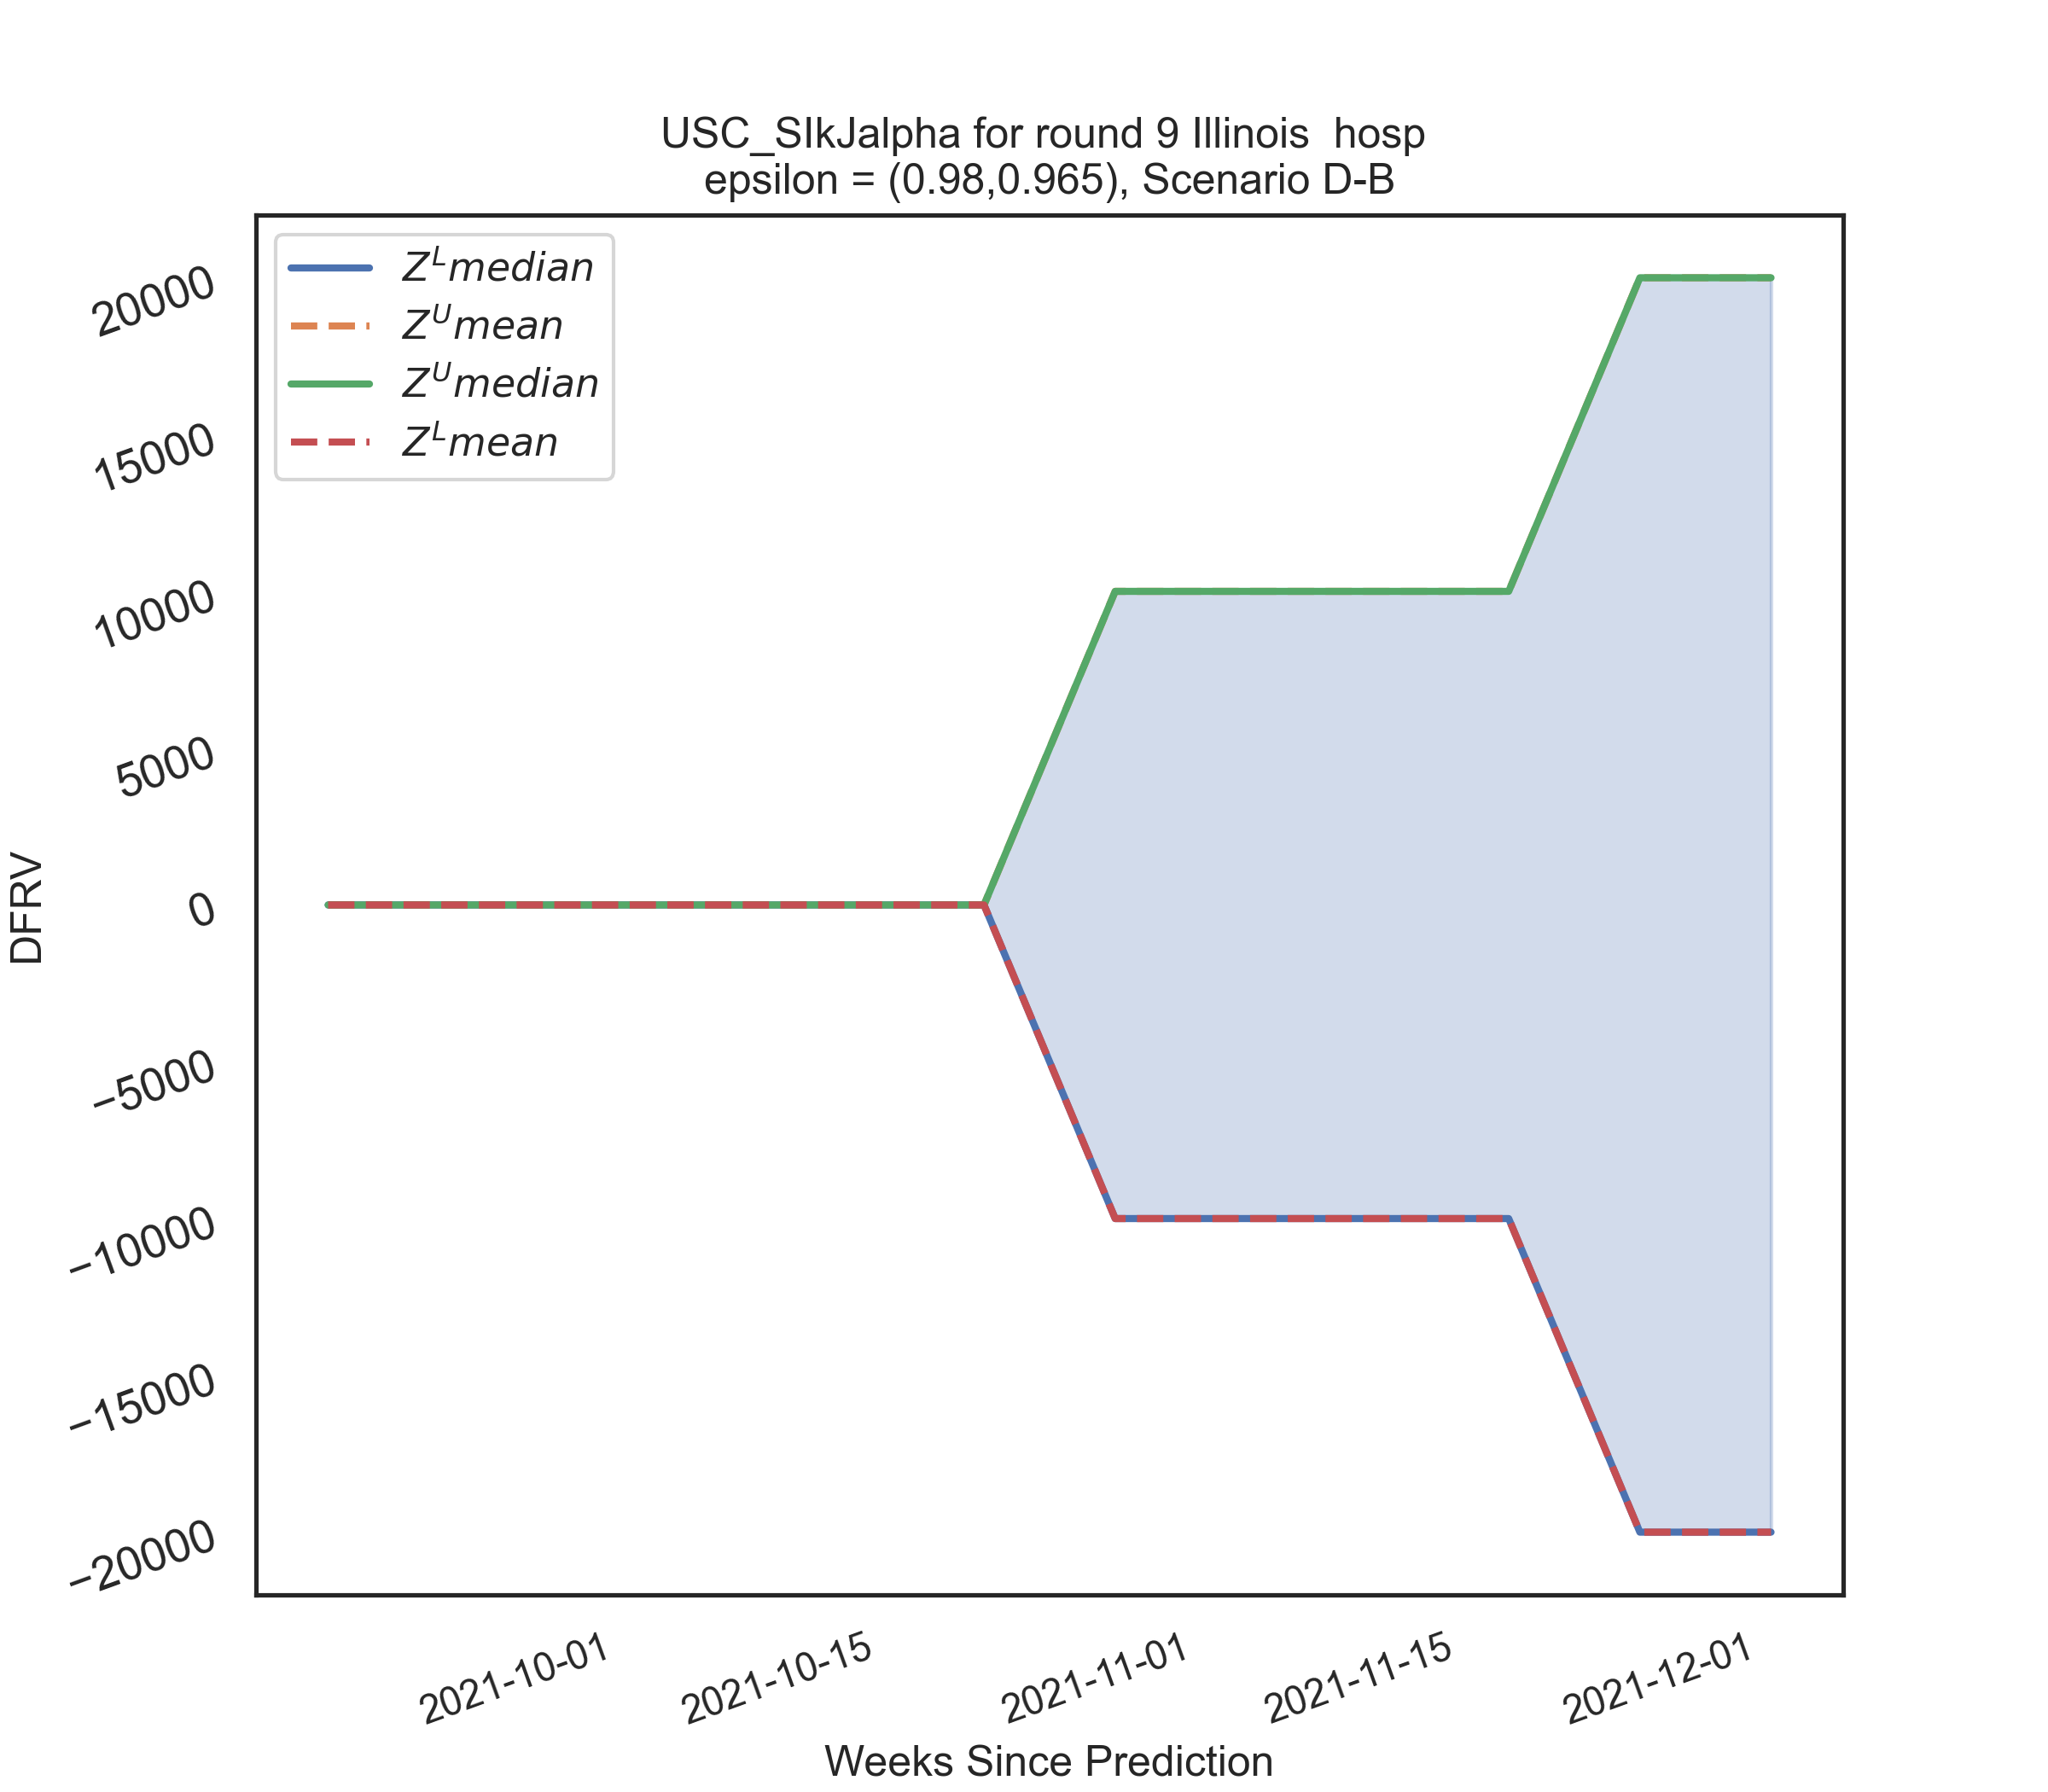 USC_SIkJalpha for round 9 Illinois  hosp
epsilon = (0.98,0.965), Scenario D-B
Z^L median
Z^U mean
Z^U median
Z^L mean
20000
15000
10000
5000
0
−5000
−10000
−15000
−20000
DFRV
2021-10-01
2021-10-15
2021-11-01
2021-11-15
2021-12-01
Weeks Since Prediction